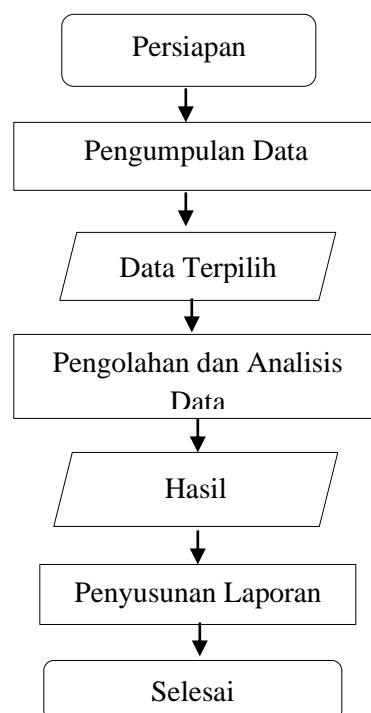 Persiapan
Pengumpulan Data
Data Terpilih
Pengolahan dan Analisis
Data
Hasil
Penyusunan Laporan
Selesai